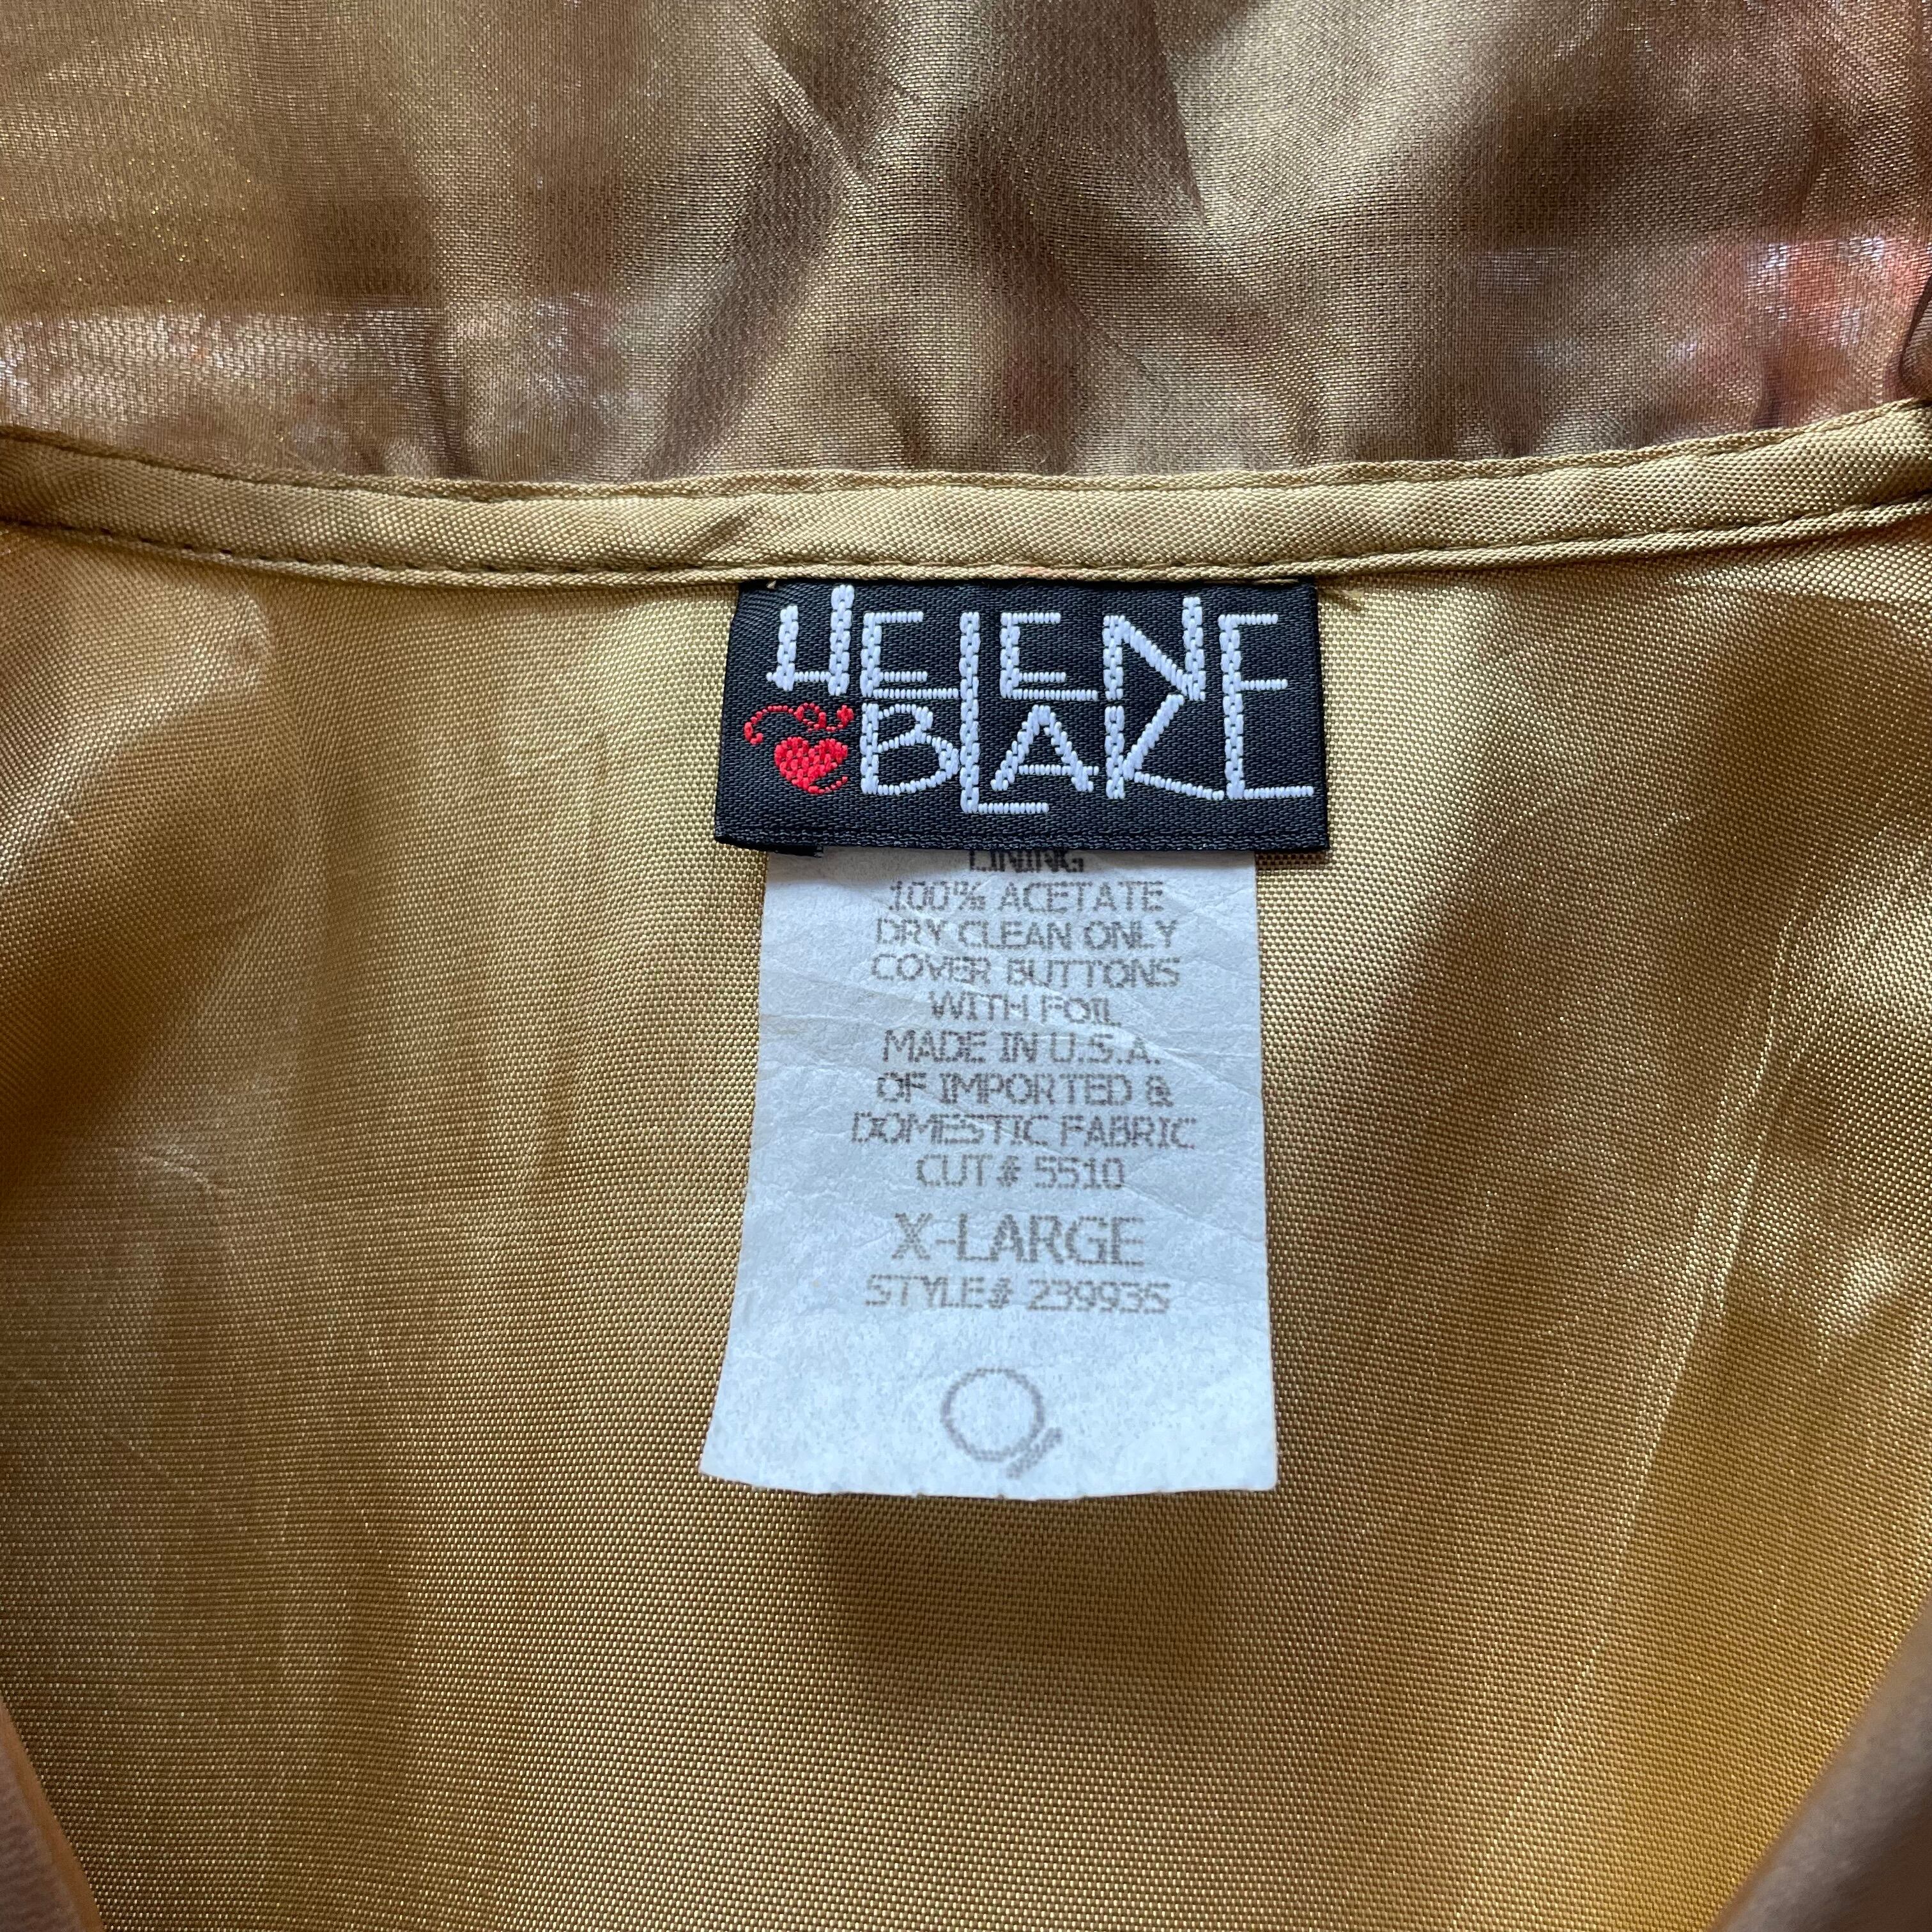 HELENE
BLAKE
LINING
100% ACETATE
DRY CLEAN ONLY
COVER BUTTONS
WITH FOIL
MADE IN U.S.A.
OF IMPORTED &
DOMESTIC FABRIC
CUT# 5510
X-LARGE
STYLE# 239935